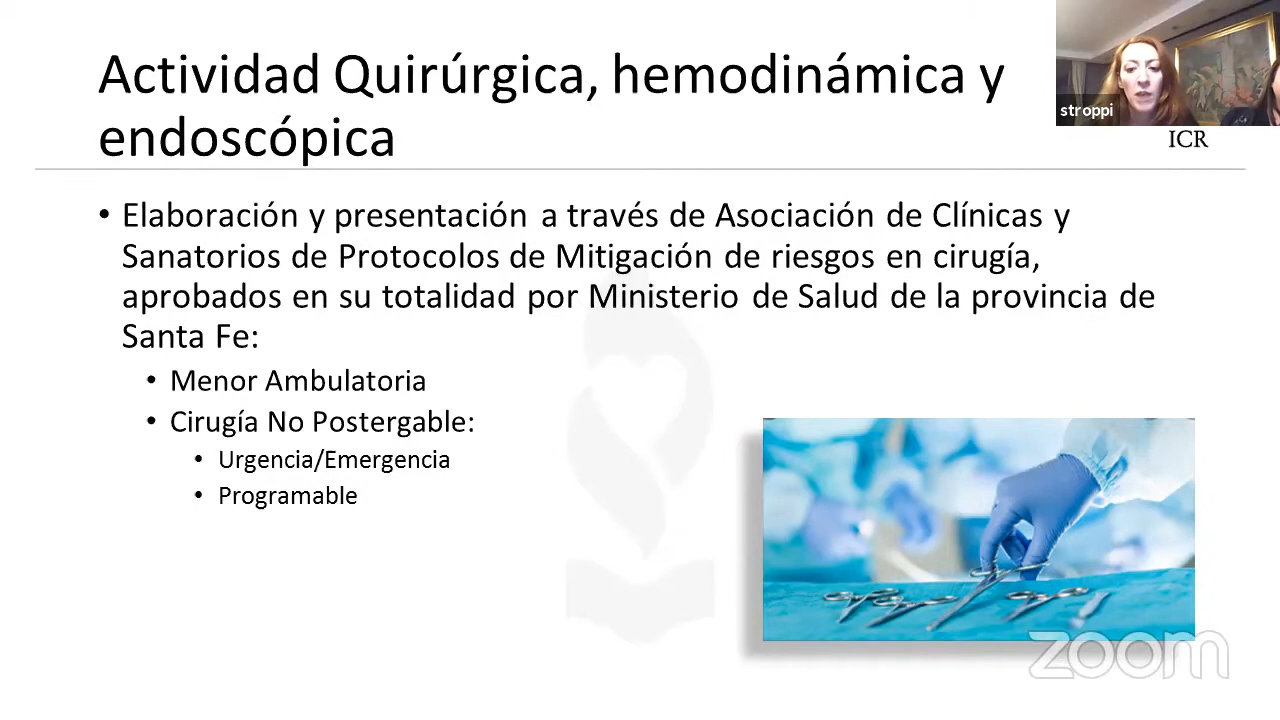 Actividad Quirúrgica, hemodinámica y
endoscópica
stroppi
ICR
• Elaboración y presentación a través de Asociación de Clínicas y
Sanatorios de Protocolos de Mitigación de riesgos en cirugía,
aprobados en su totalidad por Ministerio de Salud de la provincia de
Santa Fe:
• Menor Ambulatoria
• Cirugía No Postergable:
• Urgencia/Emergencia
• Programable
zoom